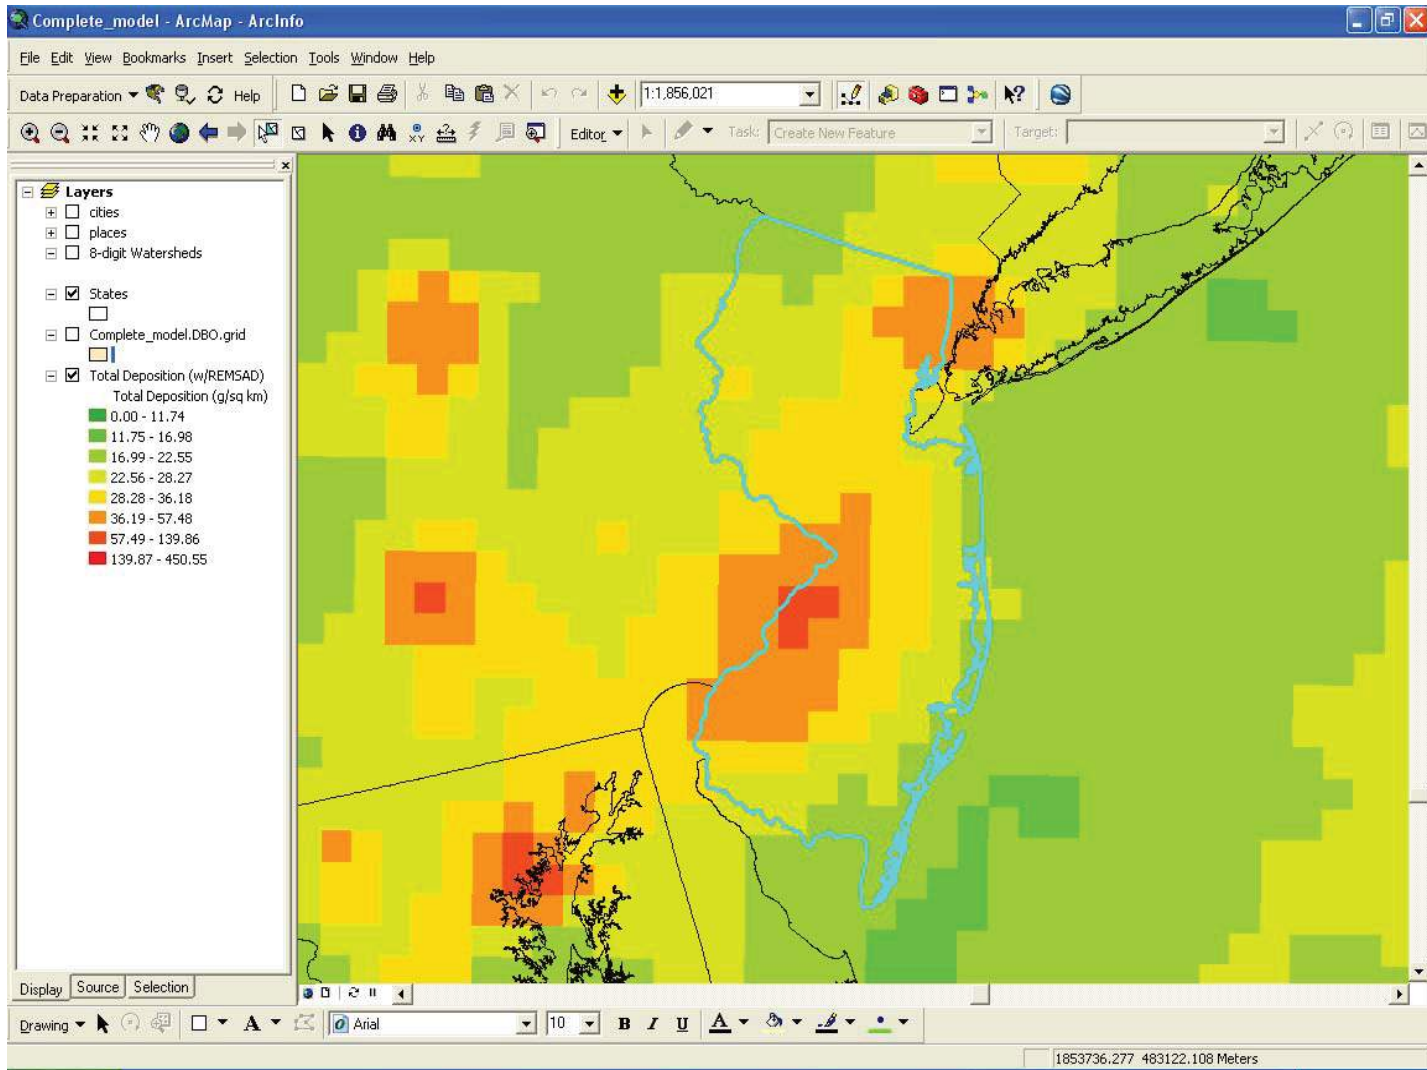 Complete_model - ArcMap - ArcInfo
File Edit View Bookmarks Insert Selection Tools Window Help
Data Preparation Help 1:1,856,021
Editor Task: Create New Feature Target:
Layers
cities
places
8-digit Watersheds
States
Complete_model.DBO.grid
Total Deposition (w/REMSAD)
Total Deposition (g/sq km)
0.00 - 11.74
11.75 - 16.98
16.99 - 22.55
22.56 - 28.27
28.28 - 36.18
36.19 - 57.48
57.49 - 139.86
139.87 - 450.55
Display Source Selection
Drawing A Arial 10 B I U A
1853736.277 483122.108 Meters